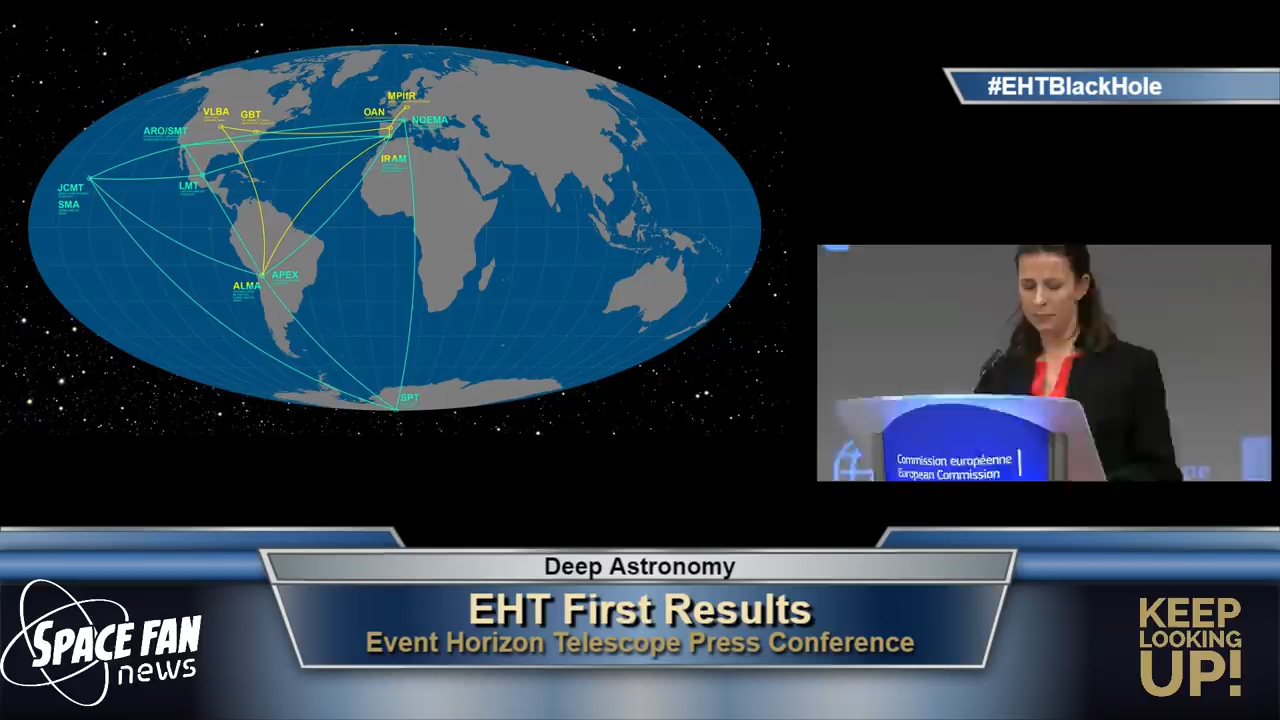 #EHTBlackHole
MPIfR
VLBA
GBT
OAN
NOEMA
ARO/SMT
IRAM
LMT
JCMT
SMA
APEX
ALMA
SPT
Commission européenne
European Commission
Deep Astronomy
EHT First Results
Event Horizon Telescope Press Conference
SPACE FAN
news
KEEP
LOOKING
UP!